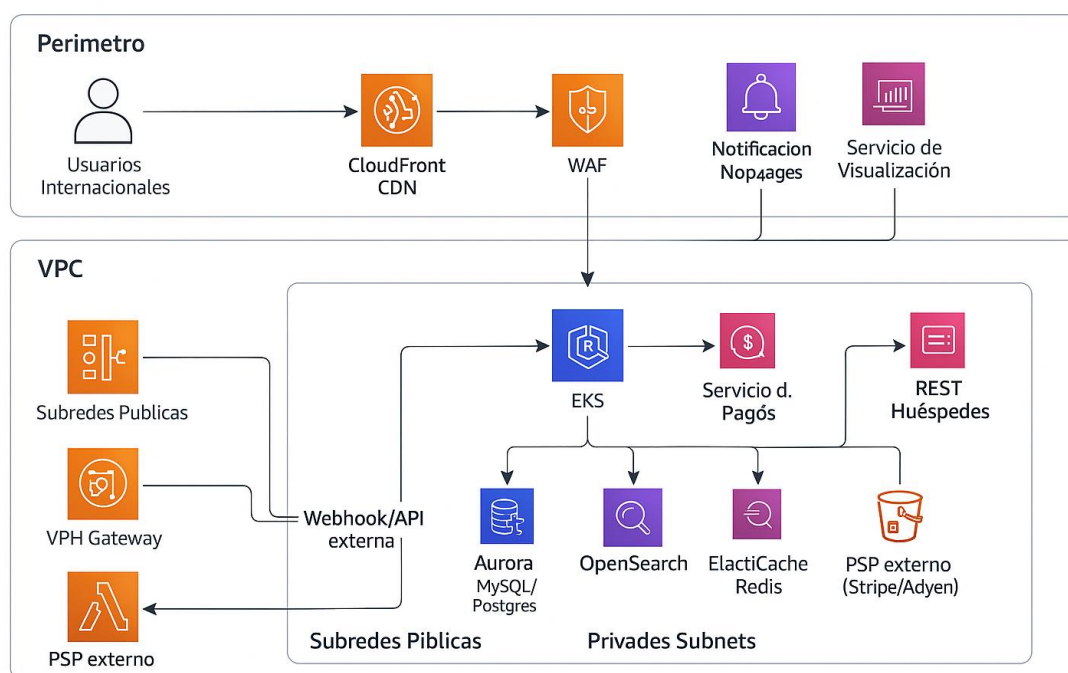 Perimetro
Usuarios
Internacionales
CloudFront
CDN
WAF
Notificacion
Nop4ages
Servicio de
Visualización
VPC
Subredes Publicas
VPH Gateway
PSP externo
Webhook/API
externa
R
EKS
$
Servicio d.
Pagós
REST
Huéspedes
Aurora
MySQL/
Postgres
OpenSearch
ElactiCache
Redis
PSP externo
(Stripe/Adyen)
Subredes Piblicas
Privades Subnets